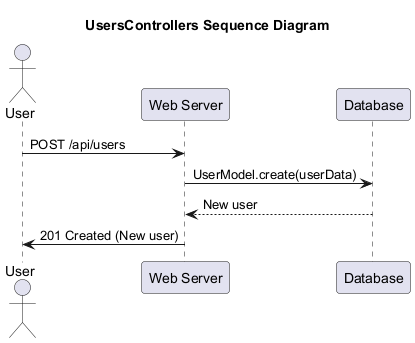 UsersControllers Sequence Diagram
User
Web Server
Database
POST /api/users
UserModel.create(userData)
New user
201 Created (New user)
User
Web Server
Database